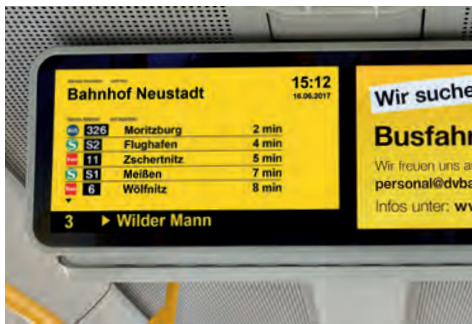 Bahnhof Neustadt
15:12
16.06.2017
326 Moritzburg 2 min
S S2 Flughafen 4 min
11 Zschertnitz 5 min
S S1 Meißen 7 min
6 Wölfnitz 8 min
3 Wilder Mann
Wir suche
Busfahr
Wir freuen uns a
personal@dvba
Infos unter: ww